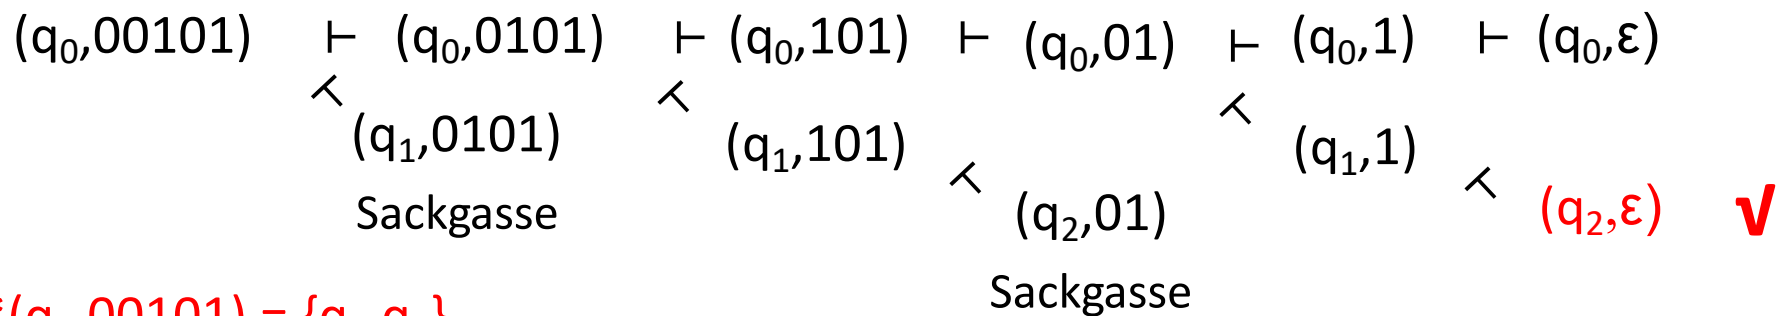 (q₀,00101) ⊢ (q₀,0101) ⊢ (q₀,101) ⊢ (q₀,01) ⊢ (q₀,1) ⊢ (q₀,ε)
⊢ (q₁,0101) ⊢ (q₁,101) ⊢ (q₁,1)
Sackgasse ⊢ (q₂,01) ⊢ (q₂,ε) √
Sackgasse
(q 00101) = {q q }